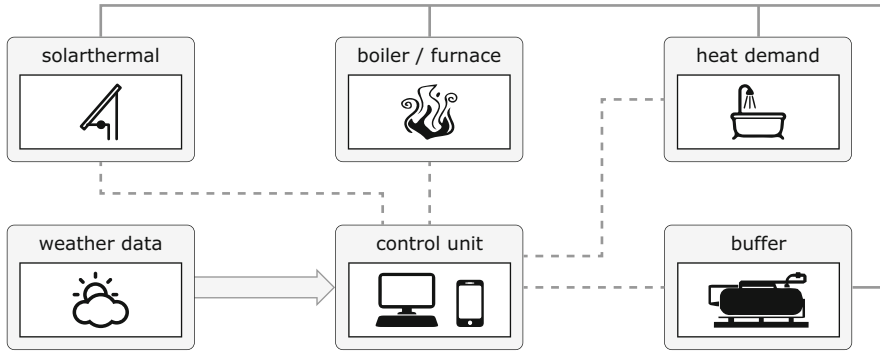 solarthermal
boiler / furnace
heat demand
weather data
control unit
buffer